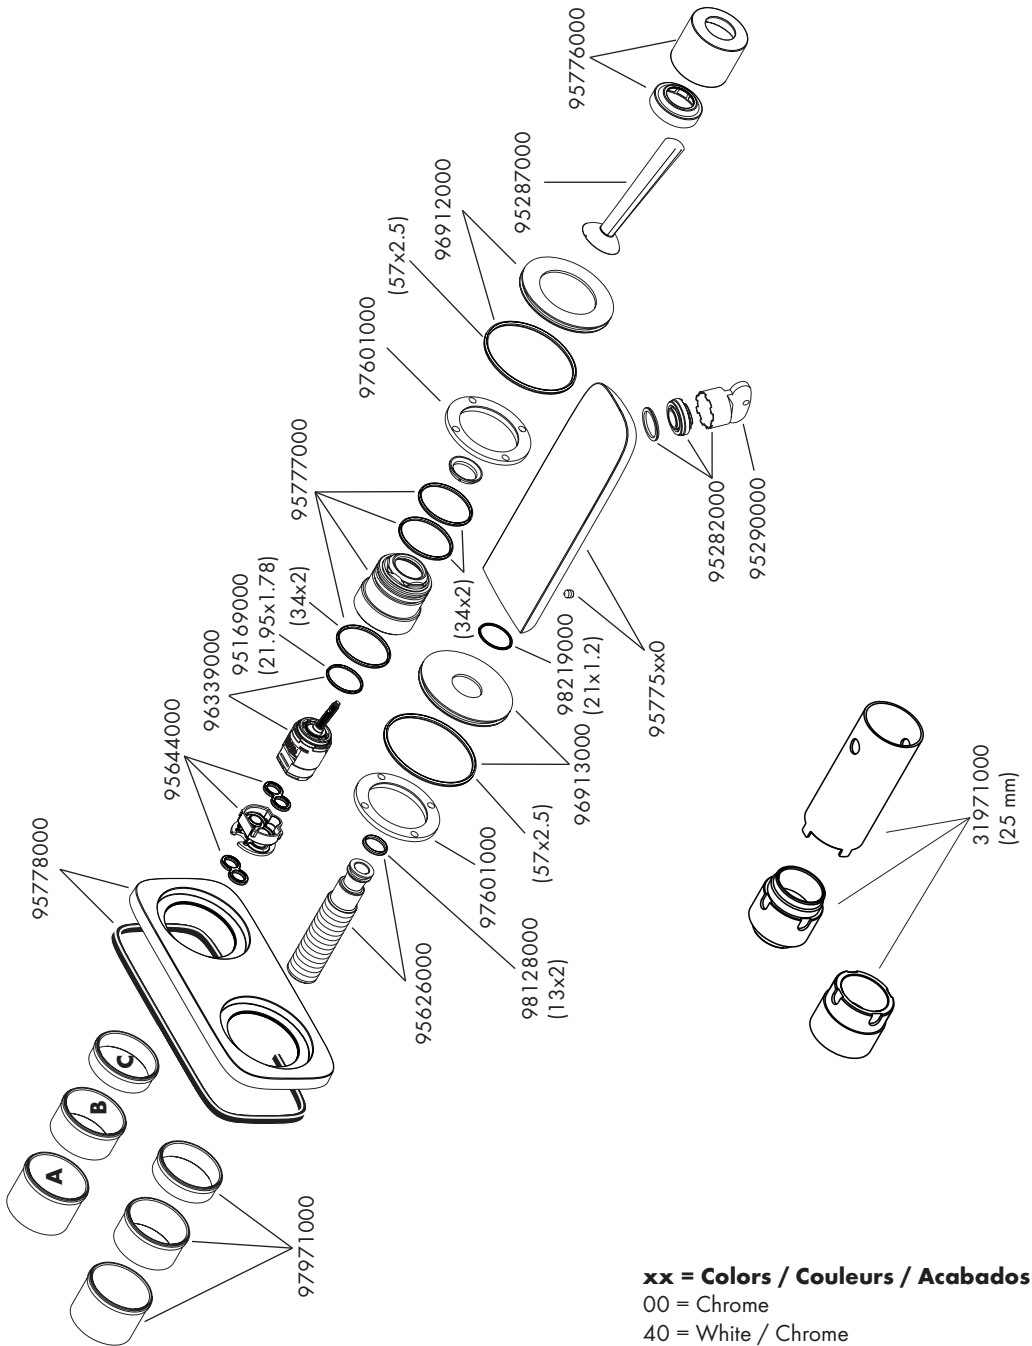 95776000
95287000
96912000
(57x2.5)
97601000
95777000
(34x2)
95169000
(21.95x1.78)
(34x2)
96339000
95644000
95778000
95282000
95290000
98219000
(21x1.2)
95775xx0
96913000
(57x2.5)
97601000
98128000
(13x2)
95626000
31971000
(25 mm)
C
B
A
97971000
xx = Colors / Couleurs / Acabados
00 = Chrome
40 = White / Chrome